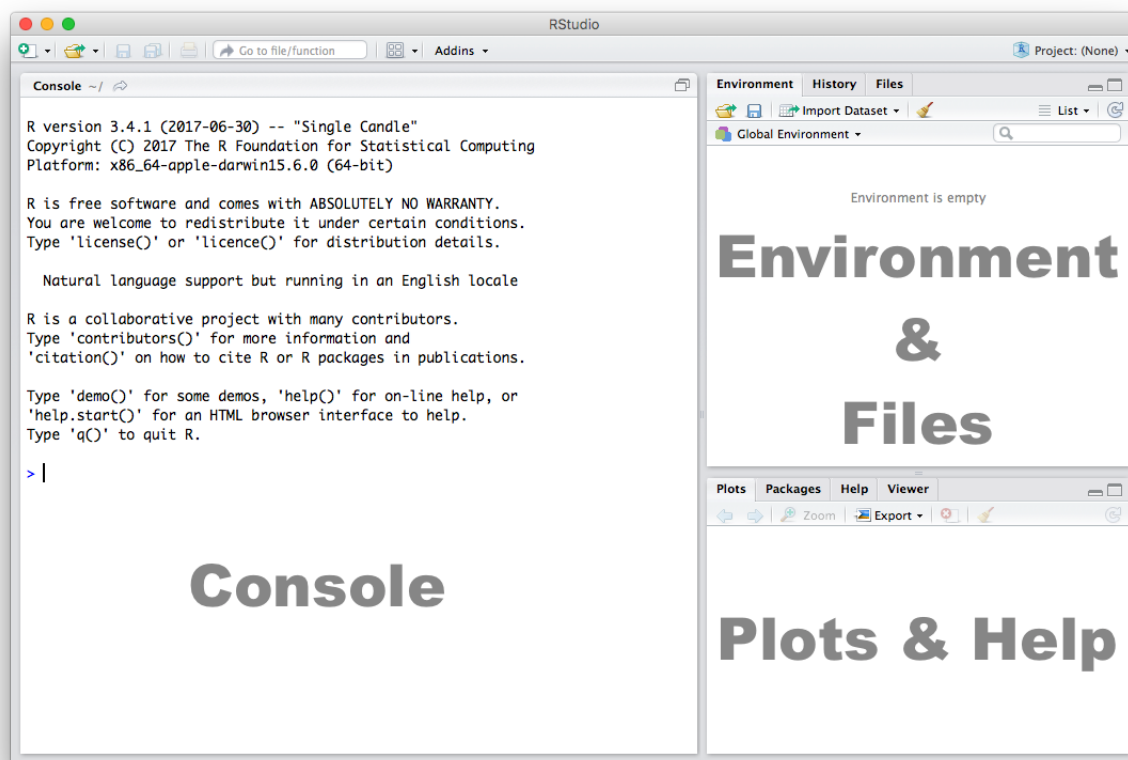 RStudio
Go to file/function
Addins
Project: (None)
Console ~/
R version 3.4.1 (2017-06-30) -- "Single Candle"
Copyright (C) 2017 The R Foundation for Statistical Computing
Platform: x86_64-apple-darwin15.6.0 (64-bit)
R is free software and comes with ABSOLUTELY NO WARRANTY.
You are welcome to redistribute it under certain conditions.
Type 'license()' or 'licence()' for distribution details.
Natural language support but running in an English locale
R is a collaborative project with many contributors.
Type 'contributors()' for more information and
'citation()' on how to cite R or R packages in publications.
Type 'demo()' for some demos, 'help()' for on-line help, or
'help.start()' for an HTML browser interface to help.
Type 'q()' to quit R.
>
Console
Environment History Files
Import Dataset List
Global Environment
Environment is empty
Environment
&
Files
Plots Packages Help Viewer
Zoom Export
Plots & Help